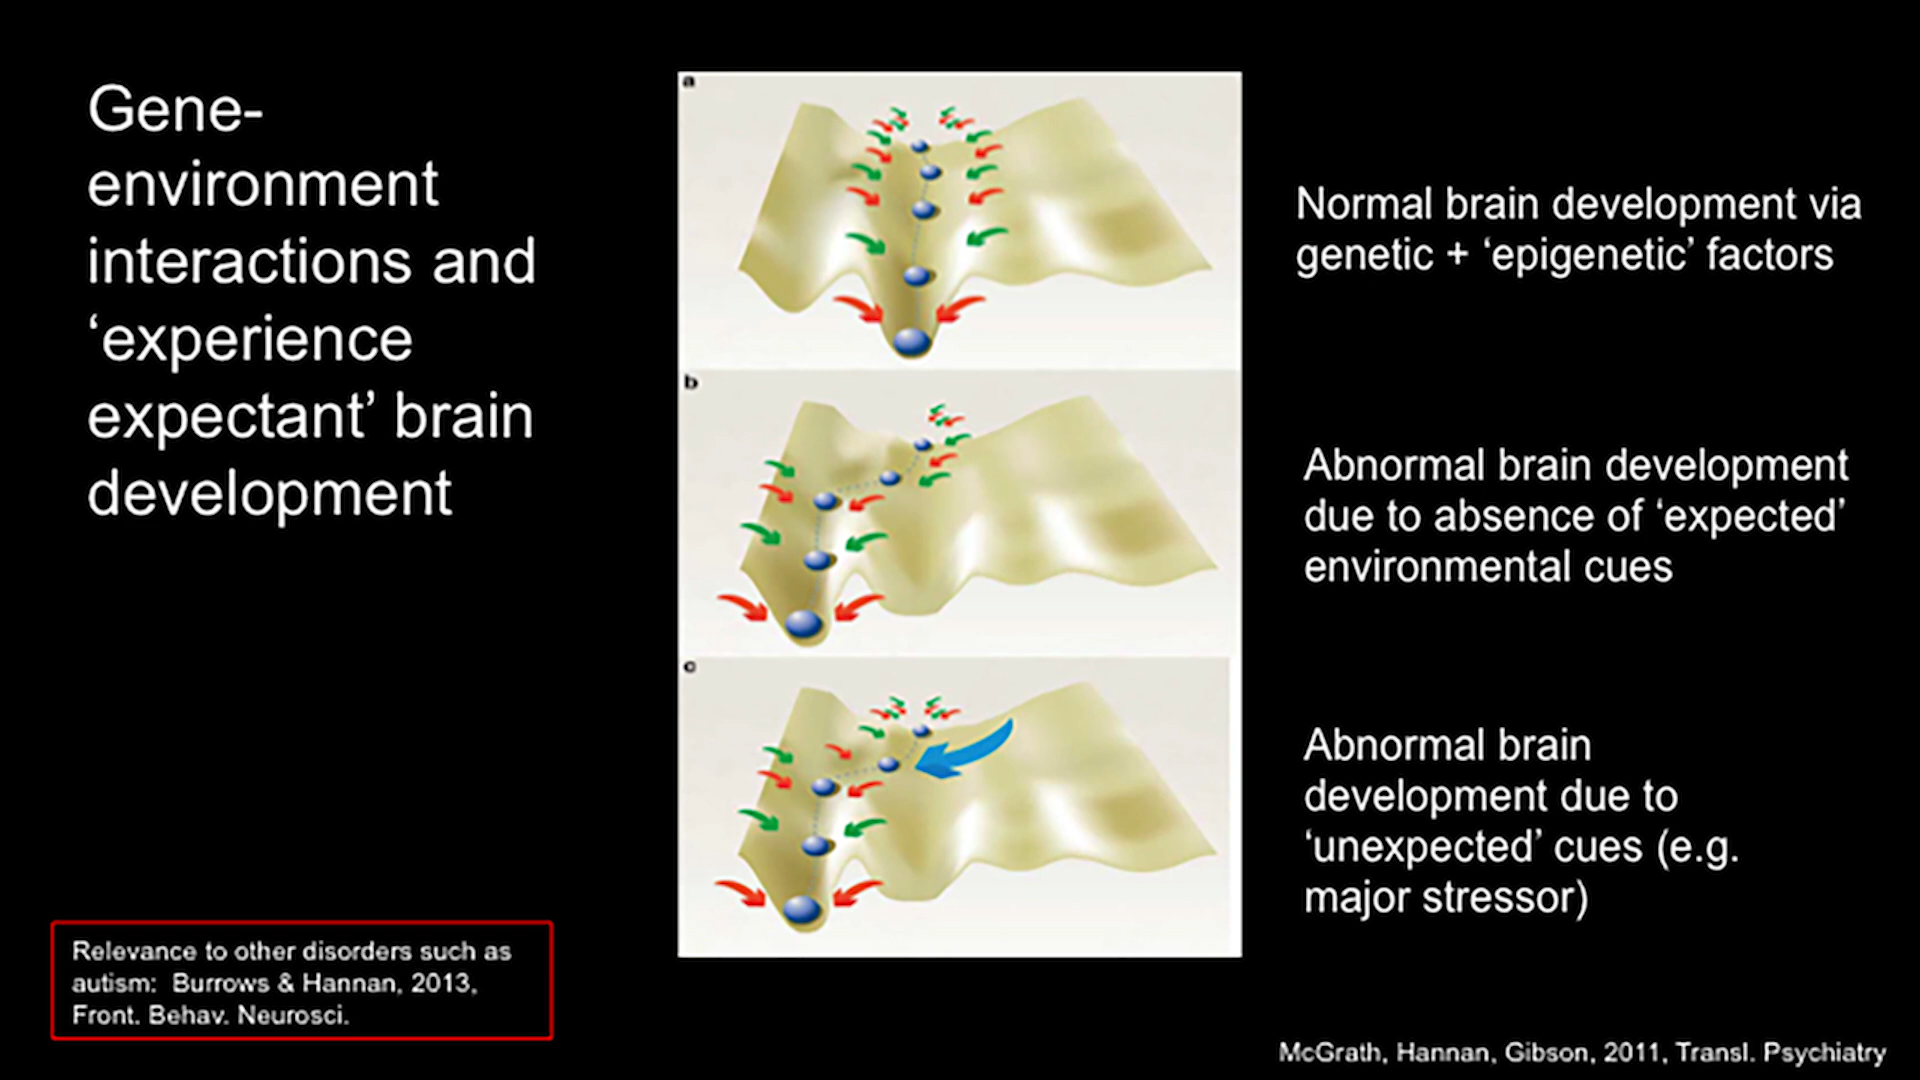 Gene-
environment
interactions and
‘experience
expectant’ brain
development
a
b
c
Normal brain development via
genetic + ‘epigenetic’ factors
Abnormal brain development
due to absence of ‘expected’
environmental cues
Abnormal brain
development due to
‘unexpected’ cues (e.g.
major stressor)
Relevance to other disorders such as
autism:  Burrows & Hannan, 2013,
Front. Behav. Neurosci.
McGrath, Hannan, Gibson, 2011, Transl. Psychiatry